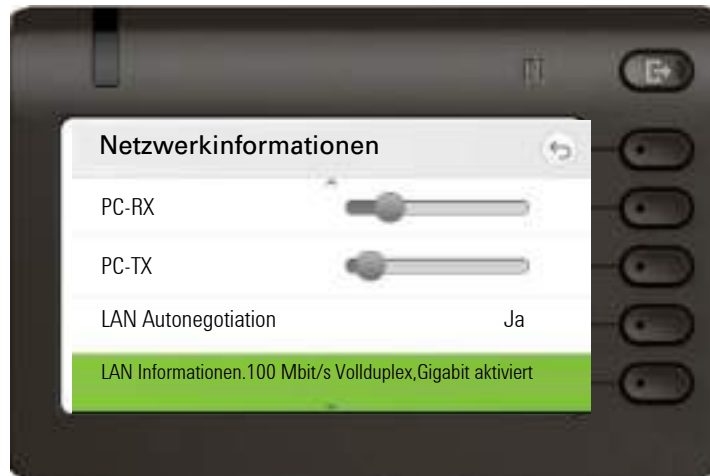 Netzwerkinformationen
PC-RX
PC-TX
LAN Autonegotiation Ja
LAN Informationen.100 Mbit/s Vollduplex,Gigabit aktiviert